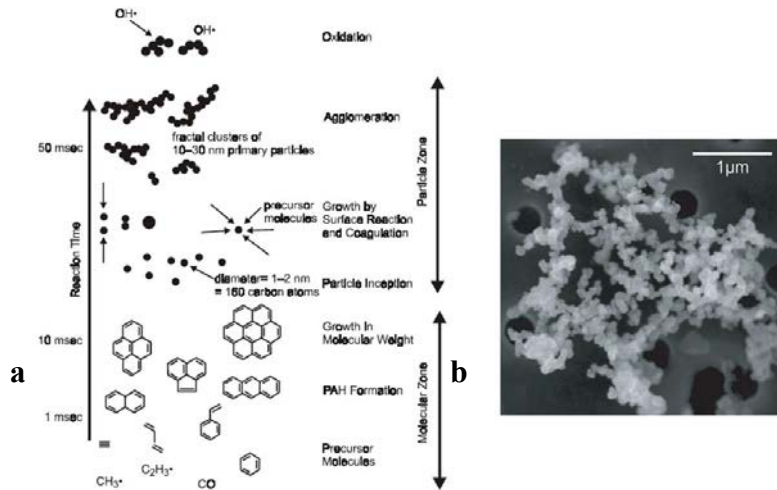 OH•
OH•
Oxidation
Agglomeration
50 msec
fractal clusters of
10–30 nm primary particles
precursor
molecules
Growth by
Surface Reaction
and Coagulation
diameter= 1–2 nm
= 150 carbon atoms
Particle Inception
Particle Zone
Reaction Time
Growth in
Molecular Weight
10 msec
PAH Formation
1 msec
Precursor
Molecules
Molecular Zone
CH₃•
C₂H₃•
CO
a
b
1µm